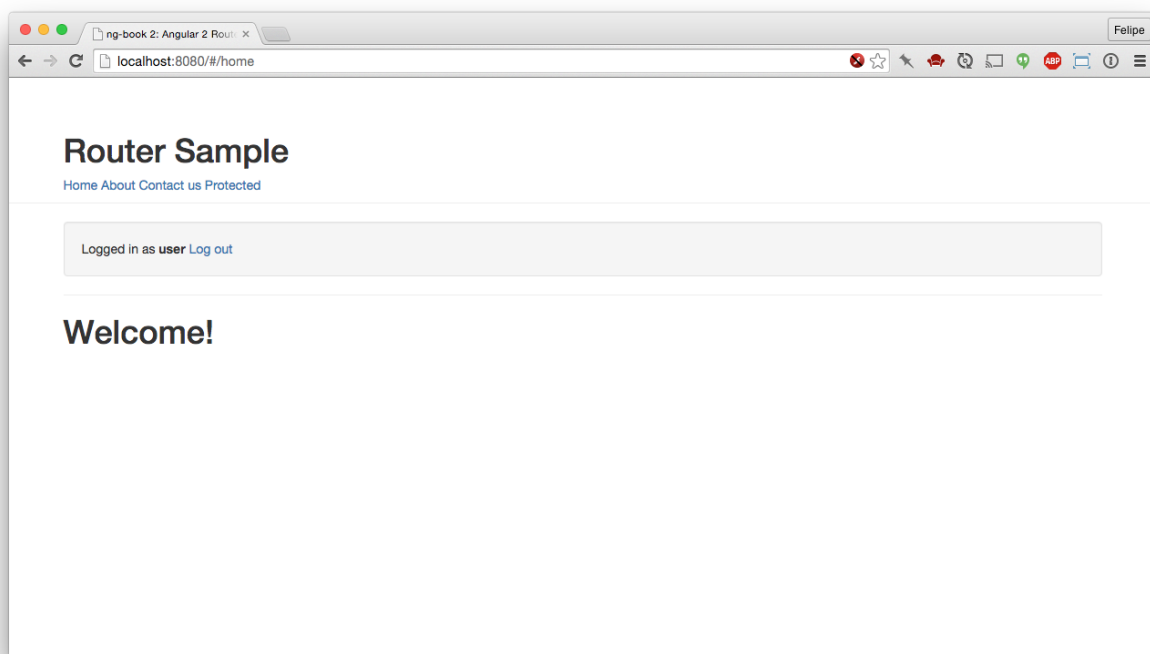 ng-book 2: Angular 2 Rout
Felipe
localhost:8080/#/home
ABP
Router Sample
Home About Contact us Protected
Logged in as user Log out
Welcome!